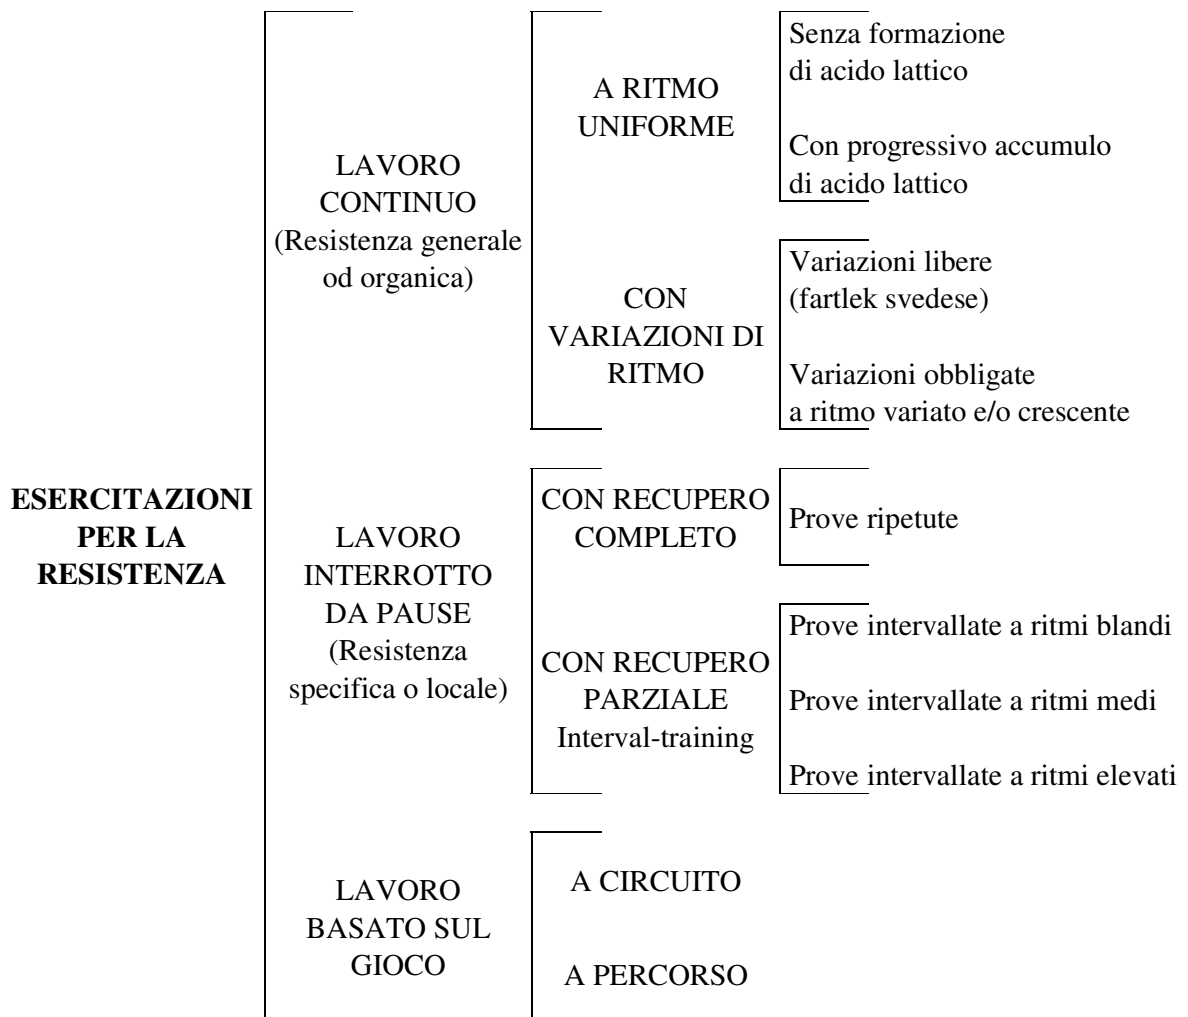 ESERCITAZIONI
PER LA
RESISTENZA
LAVORO
CONTINUO
(Resistenza generale
od organica)
A RITMO
UNIFORME
Senza formazione
di acido lattico
Con progressivo accumulo
di acido lattico
CON
VARIAZIONI DI
RITMO
Variazioni libere
(fartlek svedese)
Variazioni obbligate
a ritmo variato e/o crescente
LAVORO
INTERROTTO
DA PAUSE
(Resistenza
specifica o locale)
CON RECUPERO
COMPLETO
Prove ripetute
CON RECUPERO
PARZIALE
Interval-training
Prove intervallate a ritmi blandi
Prove intervallate a ritmi medi
Prove intervallate a ritmi elevati
LAVORO
BASATO SUL
GIOCO
A CIRCUITO
A PERCORSO